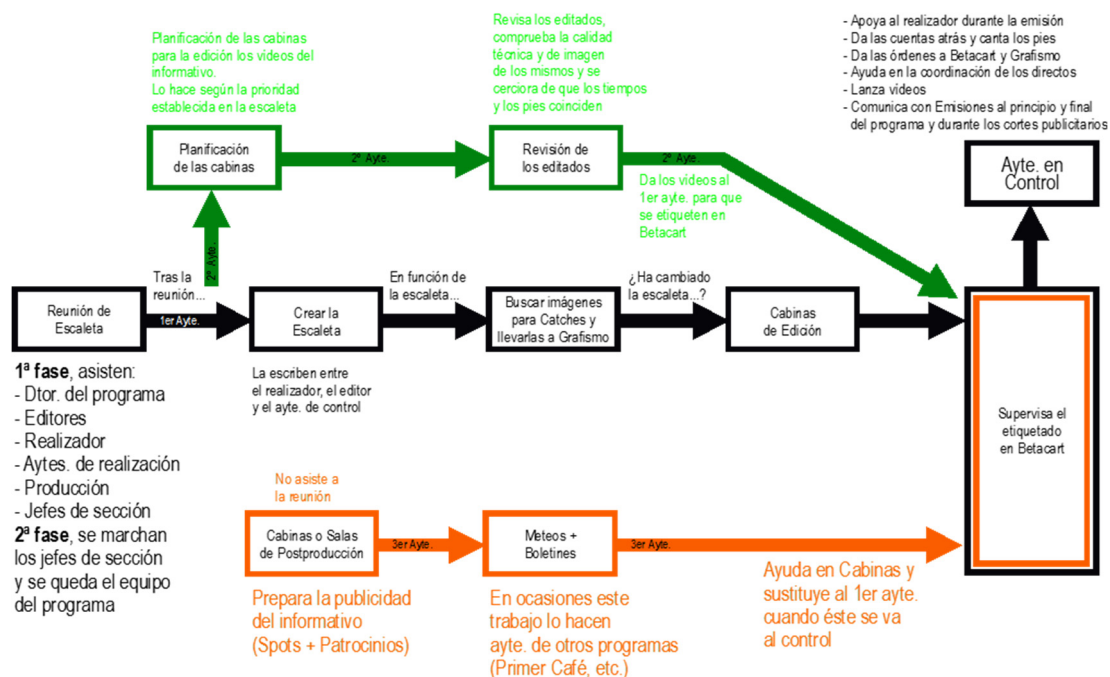 Planificación de las cabinas
para la edición los vídeos del
informativo.
Lo hace según la prioridad
establecida en la escaleta
Revisa los editados,
comprueba la calidad
técnica y de imagen
de los mismos y se
cerciora de que los tiempos
y los pies coinciden
- Apoya al realizador durante la emisión
- Da las cuentas atrás y canta los pies
- Da las órdenes a Betacart y Grafismo
- Ayuda en la coordinación de los directos
- Lanza vídeos
- Comunica con Emisiones al principio y final
del programa y durante los cortes publicitarios
Planificación
de las cabinas
2º Ayte.
Revisión de
los editados
2º Ayte.
Da los vídeos al
1er ayte. para que
se etiqueten en
Betacart
Ayte. en
Control
2º Ayte...
Reunión de
Escaleta
Tras la
reunión...
1er Ayte.
Crear la
Escaleta
En función de
la escaleta...
Buscar imágenes
para Catches y
llevarlas a Grafismo
¿Ha cambiado
la escaleta...?
Cabinas
de Edición
La escriben entre
el realizador, el editor
y el ayte. de control
1ª fase, asisten:
- Dtor. del programa
- Editores
- Realizador
- Aytes. de realización
- Producción
- Jefes de sección
2ª fase, se marchan
los jefes de sección
y se queda el equipo
del programa
Supervisa el
etiquetado
en Betacart
No asiste a
la reunión
Cabinas o Salas
de Postproducción
3er Ayte.
Meteos +
Boletines
3er Ayte.
Prepara la publicidad
del informativo
(Spots + Patrocinios)
En ocasiones este
trabajo lo hacen
ayte. de otros programas
(Primer Café, etc.)
Ayuda en Cabinas y
sustituye al 1er ayte.
cuando éste se va
al control